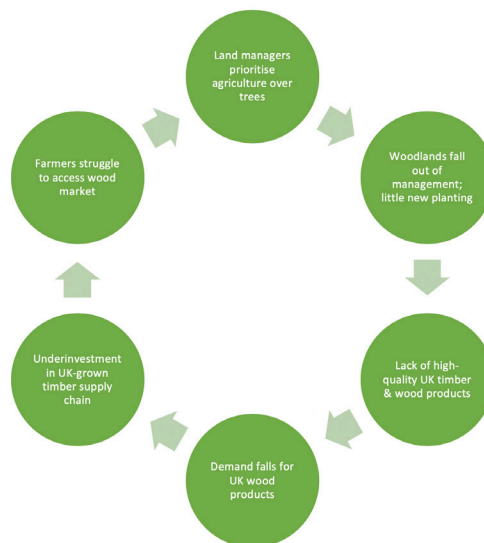 Land managers
prioritise
agriculture over
trees
Woodlands fall
out of
management;
little new planting
Lack of high-
quality UK timber
& wood products
Demand falls for
UK wood
products
Underinvestment
in UK-grown
timber supply
chain
Farmers struggle
to access wood
market